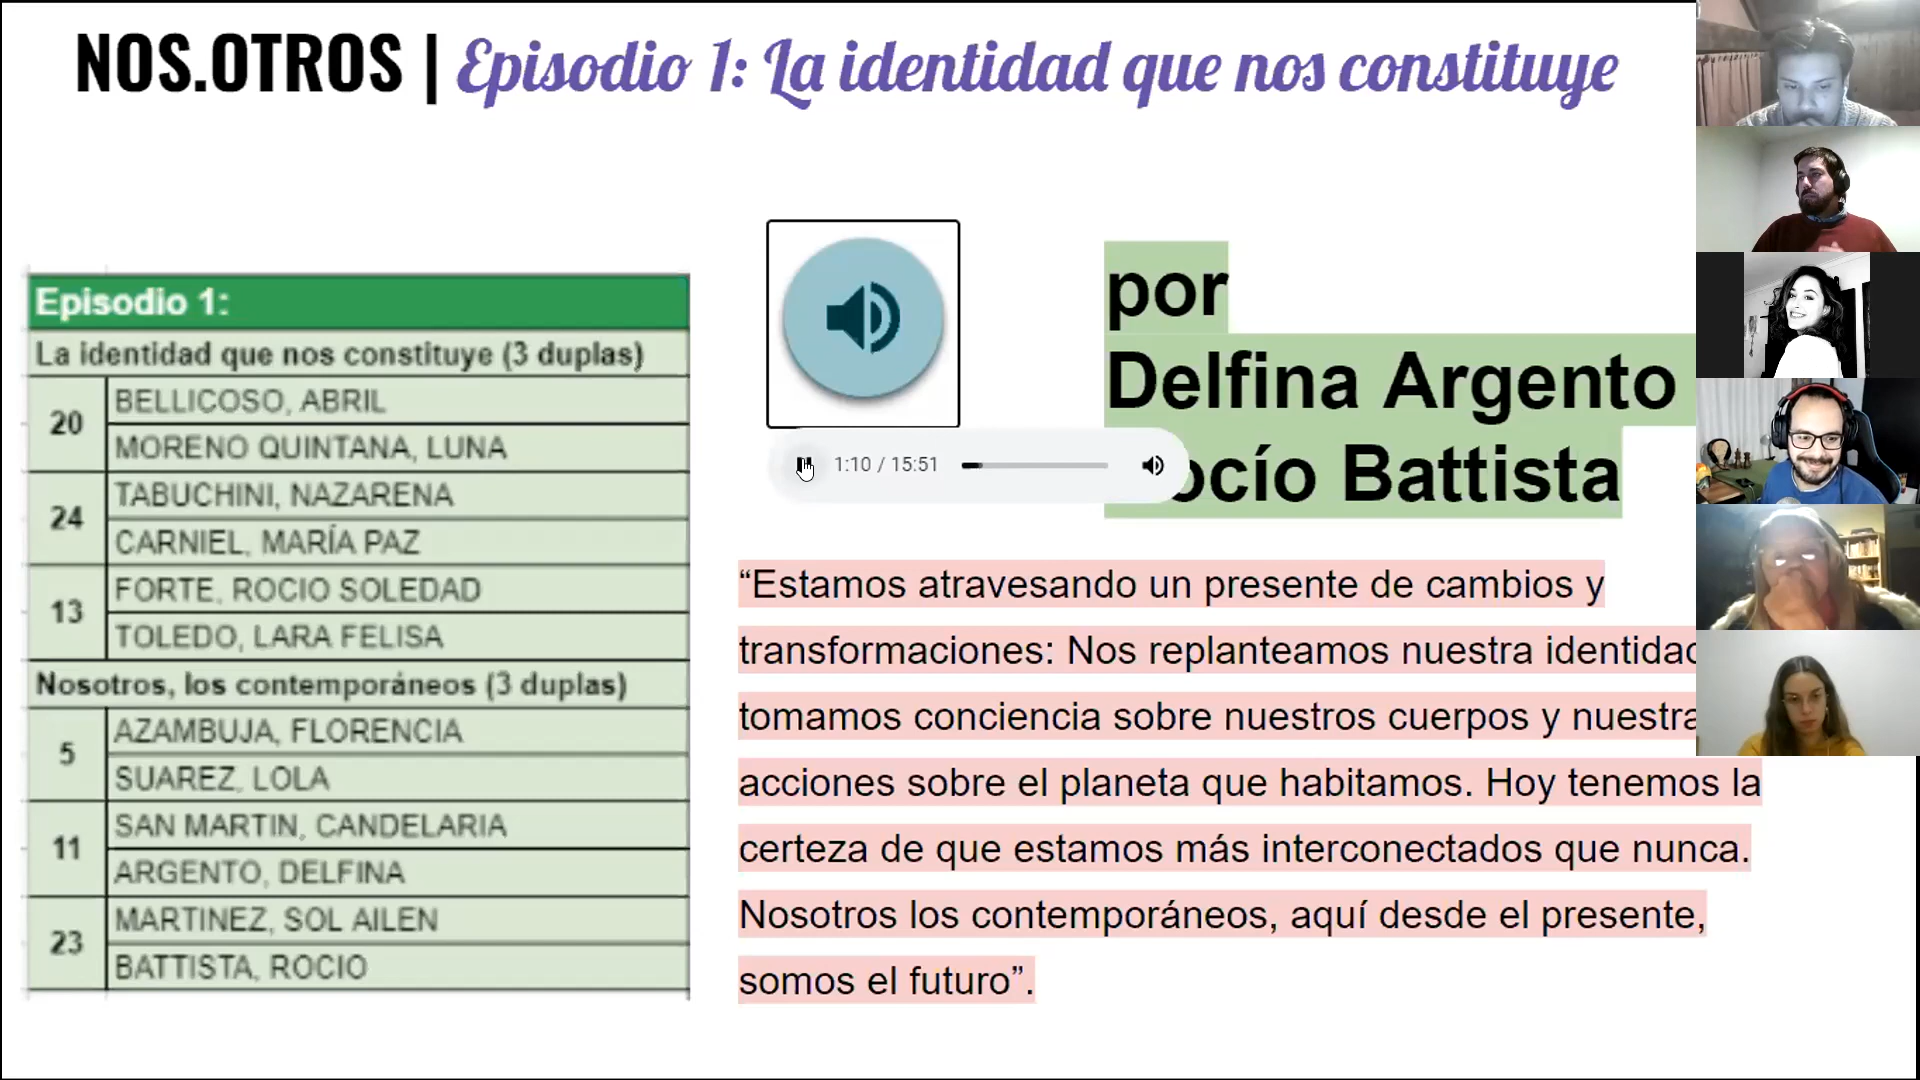 NOS.OTROS | Episodio 1: La identidad que nos constituye
Episodio 1:
La identidad que nos constituye (3 duplas)
20
BELLICOSO, ABRIL
MORENO QUINTANA, LUNA
24
TABUCHINI, NAZARENA
CARNIEL, MARÍA PAZ
13
FORTE, ROCIO SOLEDAD
TOLEDO, LARA FELISA
Nosotros, los contemporáneos (3 duplas)
5
AZAMBUJA, FLORENCIA
SUAREZ, LOLA
11
SAN MARTIN, CANDELARIA
ARGENTO, DELFINA
23
MARTINEZ, SOL AILEN
BATTISTA, ROCIO
por
Delfina Argento
ocío Battista
1:10 / 15:51
“Estamos atravesando un presente de cambios y
transformaciones: Nos replanteamos nuestra identidad
tomamos conciencia sobre nuestros cuerpos y nuestra
acciones sobre el planeta que habitamos. Hoy tenemos la
certeza de que estamos más interconectados que nunca.
Nosotros los contemporáneos, aquí desde el presente,
somos el futuro”.